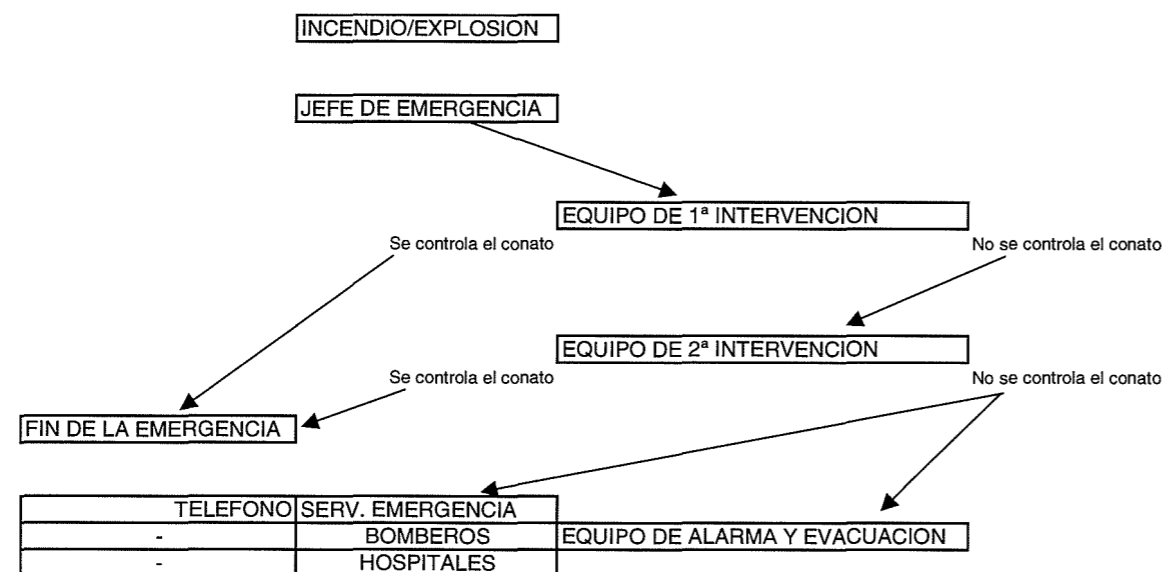 INCENDIO/EXPLOSION
JEFE DE EMERGENCIA
EQUIPO DE 1ª INTERVENCION
Se controla el conato No se controla el conato
EQUIPO DE 2ª INTERVENCION
Se controla el conato No se controla el conato
FIN DE LA EMERGENCIA
TELEFONO SERV. EMERGENCIA
- BOMBEROS EQUIPO DE ALARMA Y EVACUACION
- HOSPITALES